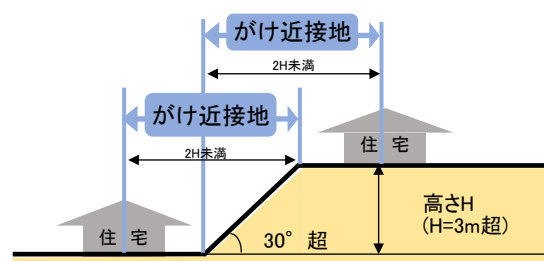 がけ近接地
2H未満
がけ近接地
2H未満
住 宅
高さH
(H=3m超)
住 宅
30° 超